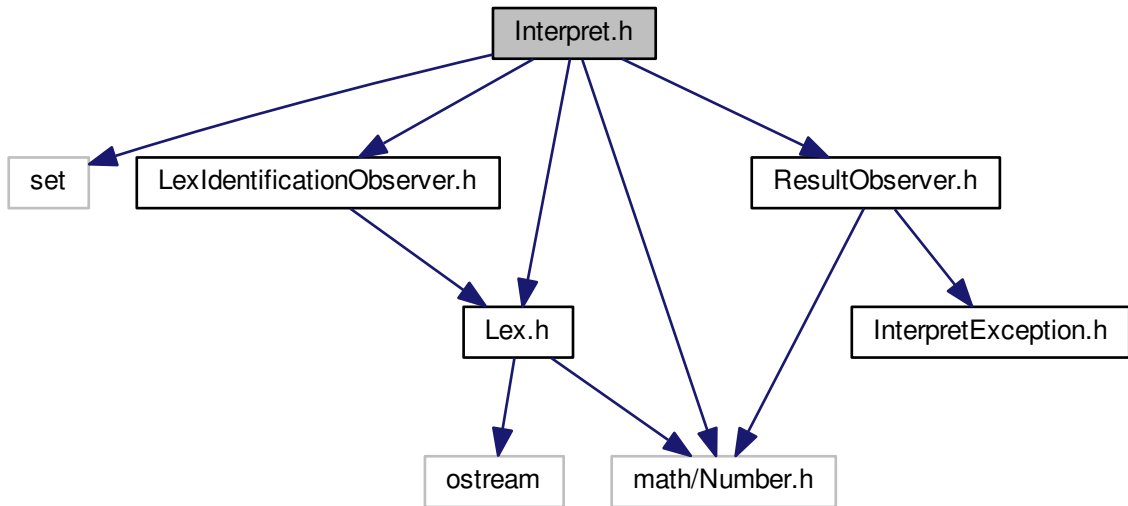 Interpret.h
set
LexIdentificationObserver.h
ResultObserver.h
Lex.h
InterpretException.h
ostream
math/Number.h